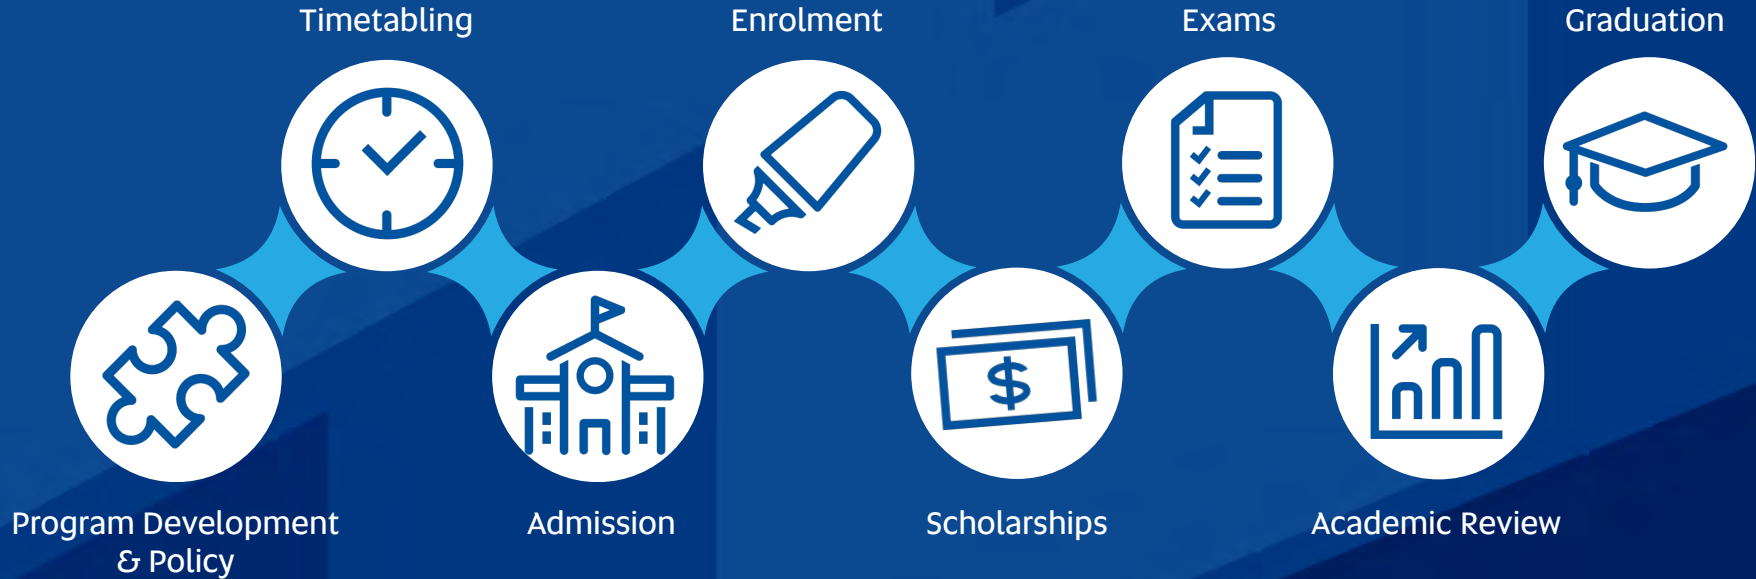 Timetabling
Enrolment
Exams
Graduation
$
Program Development
& Policy
Admission
Scholarships
Academic Review